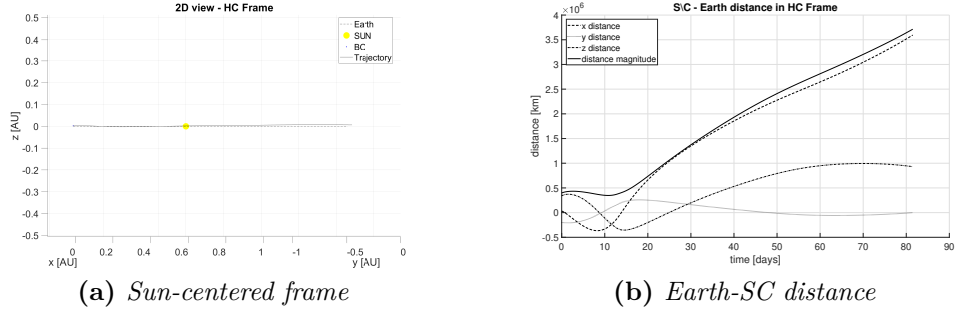 2D view - HC Frame
Earth
SUN
BC
Trajectory
0.5
0.4
0.3
0.2
0.1
0
-0.1
-0.2
-0.3
-0.4
-0.5
z [AU]
0 0.2 0.4 0.6 0.8 1 -1 -0.5 0
x [AU] y [AU]
(a) Sun-centered frame
S\C - Earth distance in HC Frame
×10⁶
x distance
y distance
z distance
distance magnitude
4
3.5
3
2.5
2
1.5
1
0.5
0
-0.5
distance [km]
0 10 20 30 40 50 60 70 80 90
time [days]
(b) Earth-SC distance